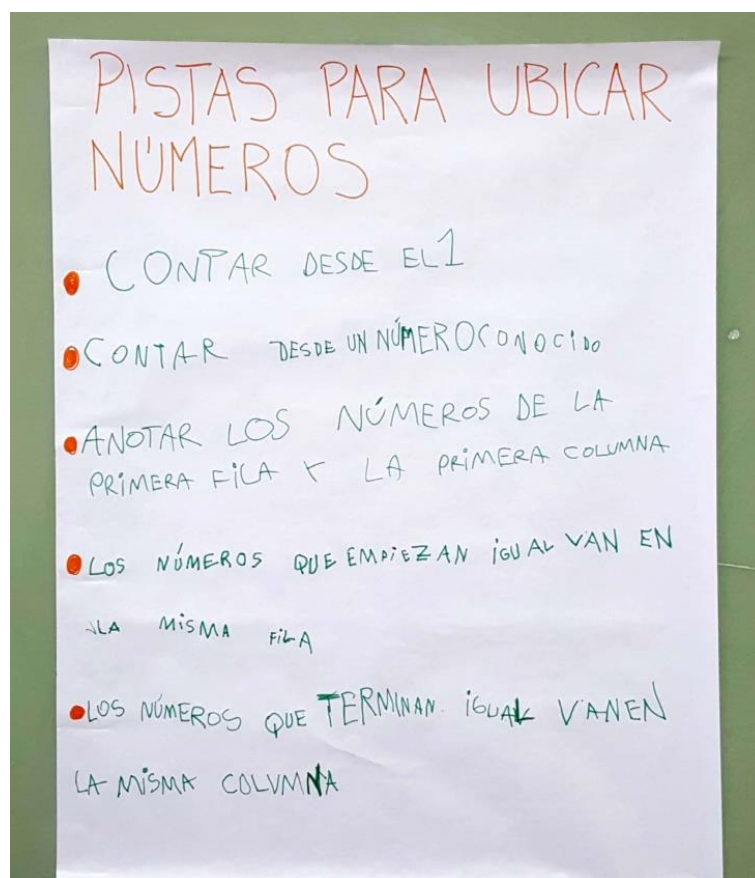 PISTAS PARA UBICAR
NÚMEROS
CONTAR DESDE EL 1
CONTAR DESDE UN NÚMERO CONOCIDO
ANOTAR LOS NÚMEROS DE LA
PRIMERA FILA Y LA PRIMERA COLUMNA
LOS NÚMEROS QUE EMPIEZAN IGUAL VAN EN
LA MISMA FILA
LOS NÚMEROS QUE TERMINAN IGUAL VAN EN
LA MISMA COLUMNA